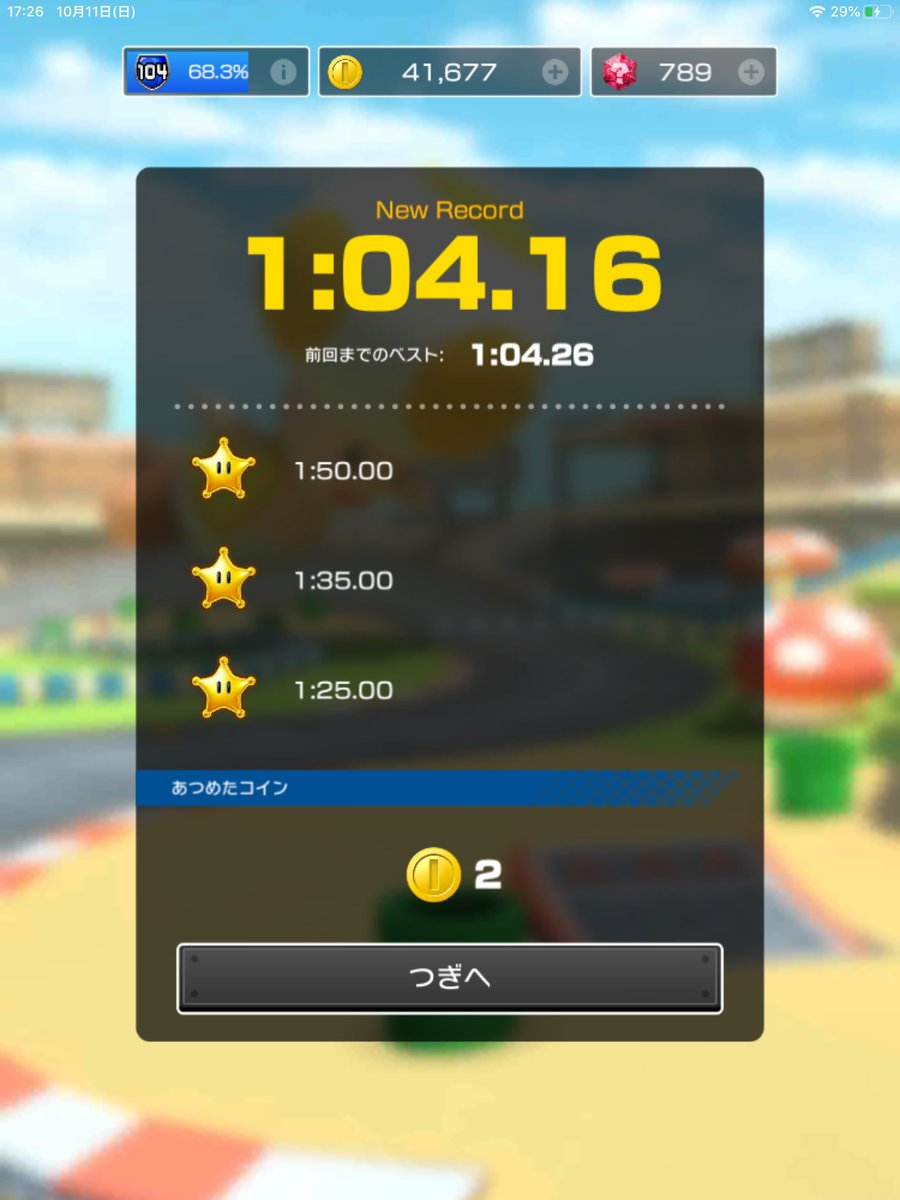 17:26 10月11日(日) 29%
104 68.3% 41,677 789
New Record
1:04.16
前回までのベスト: 1:04.26
1:50.00
1:35.00
1:25.00
あつめたコイン
2
つぎへ